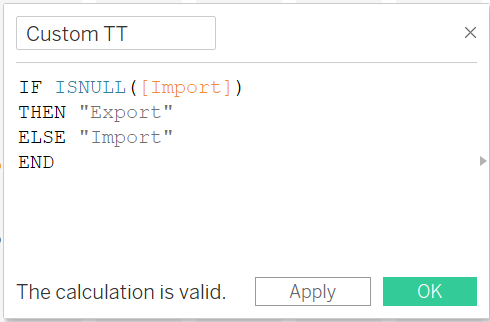 Custom TT
IF ISNULL([Import])
THEN "Export"
ELSE "Import"
END
The calculation is valid.
Apply
OK